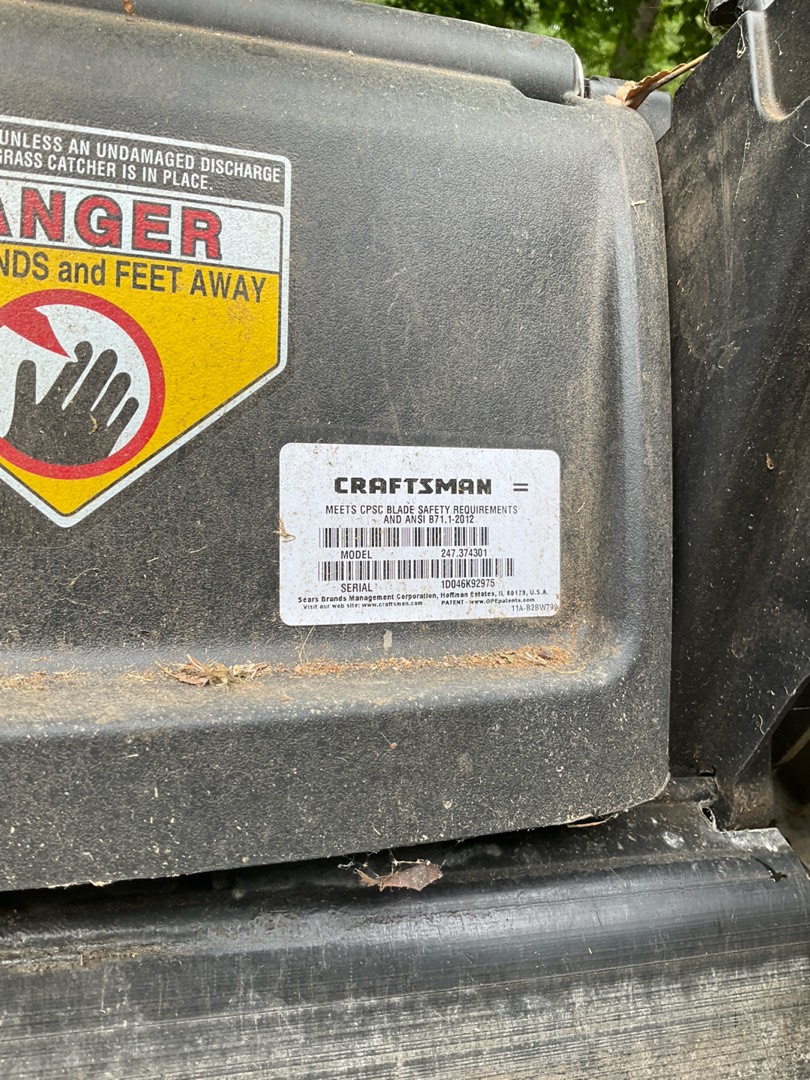 UNLESS AN UNDAMAGED DISCHARGE
GRASS CATCHER IS IN PLACE.
ANGER
NDS and FEET AWAY
CRAFTSMAN =
MEETS CPSC BLADE SAFETY REQUIREMENTS
AND ANSI B71.1-2012
MODEL 247.374301
SERIAL 1D046K92975
Sears Brands Management Corporation, Hoffman Estates, IL 60179, U.S.A.
Visit our web site: www.craftsman.com PATENT - www.OPEpatents.com
11A-B2BW799